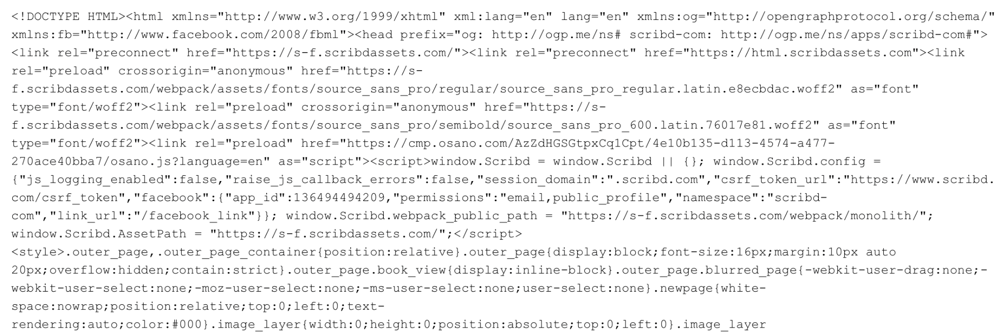 <!DOCTYPE HTML><html xmlns="http://www.w3.org/1999/xhtml" xml:lang="en" lang="en" xmlns:og="http://opengraphprotocol.org/schema/"
xmlns:fb="http://www.facebook.com/2008/fbml"><head prefix="og: http://ogp.me/ns# scribd-com: http://ogp.me/ns/apps/scribd-com#">
<link rel="preconnect" href="https://s-f.scribdassets.com/"><link rel="preconnect" href="https://html.scribdassets.com"><link
rel="preload" crossorigin="anonymous" href="https://s-
f.scribdassets.com/webpack/assets/fonts/source_sans_pro/regular/source_sans_pro_regular.latin.e8ecbdac.woff2" as="font"
type="font/woff2"><link rel="preload" crossorigin="anonymous" href="https://s-
f.scribdassets.com/webpack/assets/fonts/source_sans_pro/semibold/source_sans_pro_600.latin.76017e81.woff2" as="font"
type="font/woff2"><link rel="preload" href="https://cmp.osano.com/AzZdHGSGtpxCq1Cpt/4e10b135-d113-4574-a477-
270ace40bba7/osano.js?language=en" as="script"><script>window.Scribd = window.Scribd || {}; window.Scribd.config =
{"js_logging_enabled":false,"raise_js_callback_errors":false,"session_domain":".scribd.com","csrf_token_url":"https://www.scribd.
com/csrf_token","facebook":{"app_id":136494494209,"permissions":"email,public_profile","namespace":"scribd-
com","link_url":"/facebook_link"}}; window.Scribd.webpack_public_path = "https://s-f.scribdassets.com/webpack/monolith/";
window.Scribd.AssetPath = "https://s-f.scribdassets.com/";</script>
<style>.outer_page,.outer_page_container{position:relative}.outer_page{display:block;font-size:16px;margin:10px auto
20px;overflow:hidden;contain:strict}.outer_page.book_view{display:inline-block}.outer_page.blurred_page{-webkit-user-drag:none;-
webkit-user-select:none;-moz-user-select:none;-ms-user-select:none;user-select:none}.newpage{white-
space:nowrap;position:relative;top:0;left:0;text-
rendering:auto;color:#000}.image_layer{width:0;height:0;position:absolute;top:0;left:0}.image_layer